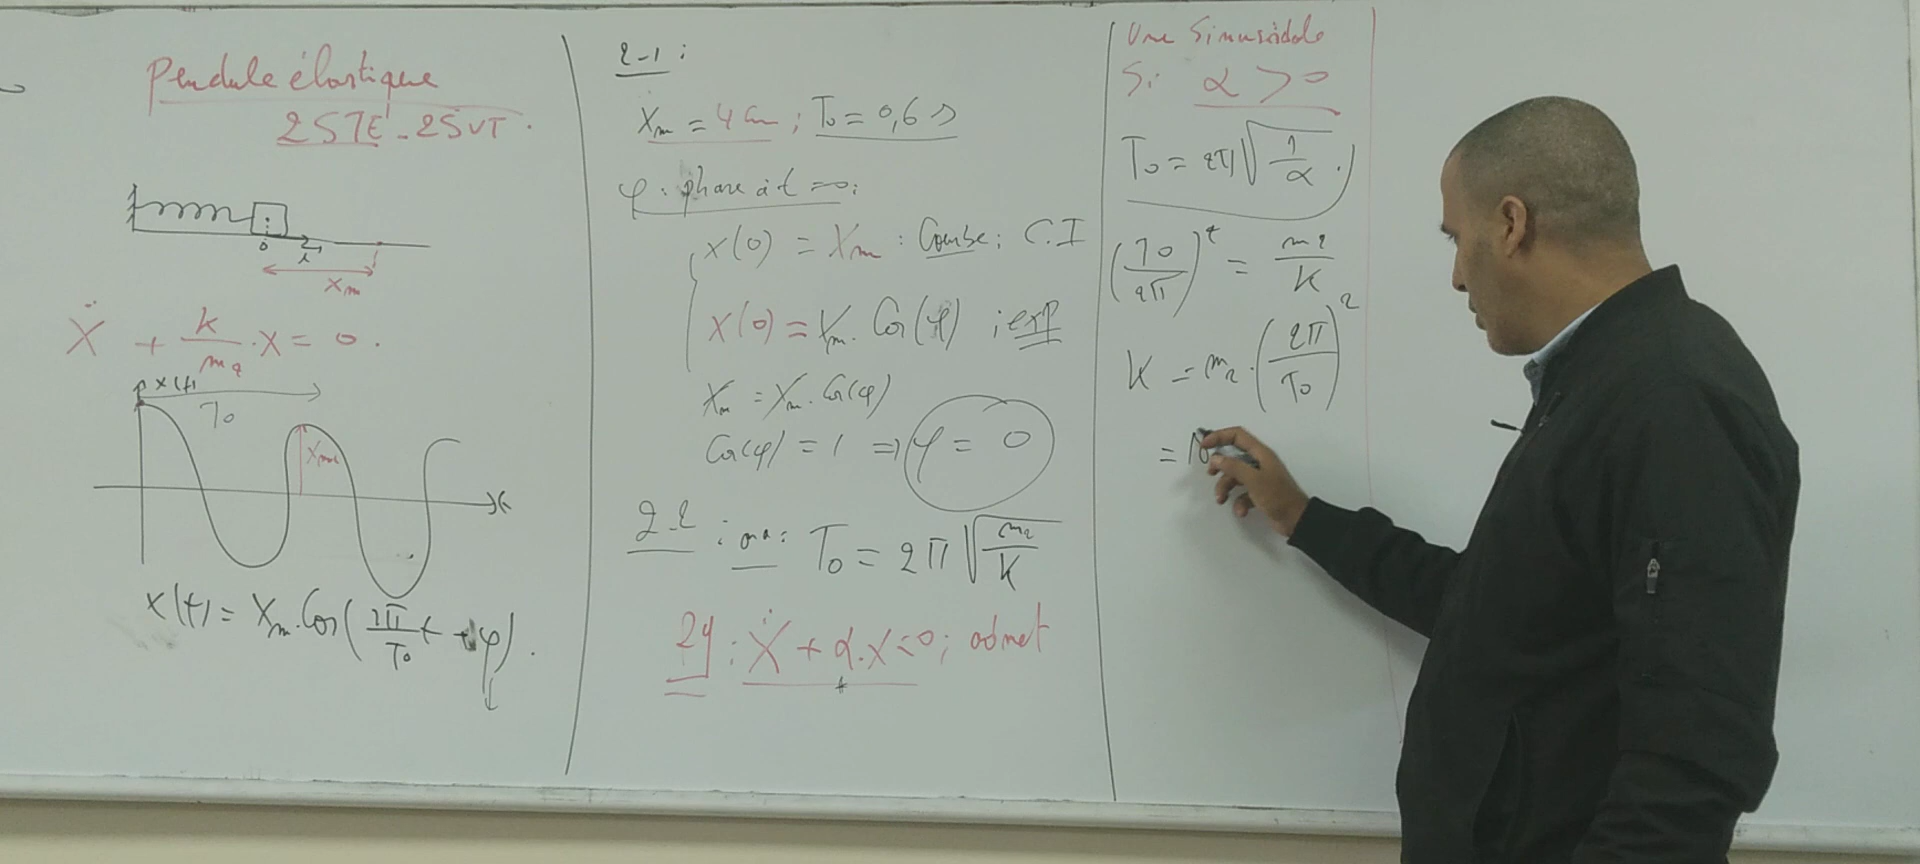 Pendule élastique
2STE - 2SVT.
0
i
Xm
Ẍ + k/m2 . x = 0.
x(t)
T0
Xm
t
x(t) = Xm. Cos(2π/T0 t + φ).
2-1 :
Xm = 4 cm ; T0 = 0,6 s
φ : phase à t = 0 :
x(0) = Xm : Courbe ; C.I
x(0) = Xm. Cos(φ) ; exp
Xm = Xm. Cos(φ)
Cos(φ) = 1 => φ = 0
2-2 : on a : T0 = 2π √(m2/K)
: Ẍ + α.x = 0 ; admet
Une Sinusoidale
Si α > 0
T0 = 2π √(1/α) .
(T0/2π)² = m2/K
K = m2 . (2π/T0)²
=